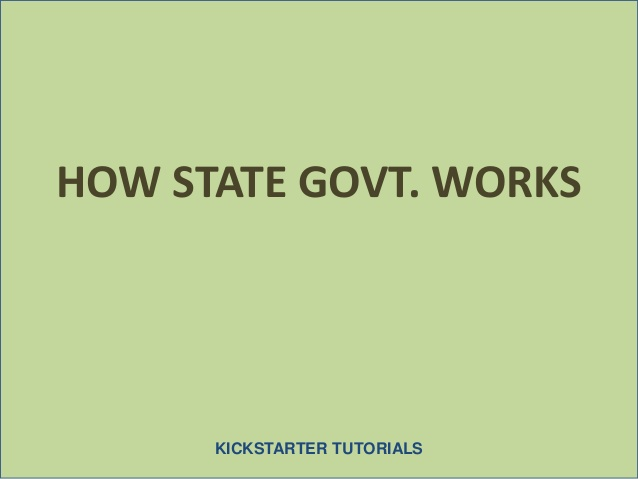 HOW STATE GOVT. WORKS
KICKSTARTER TUTORIALS